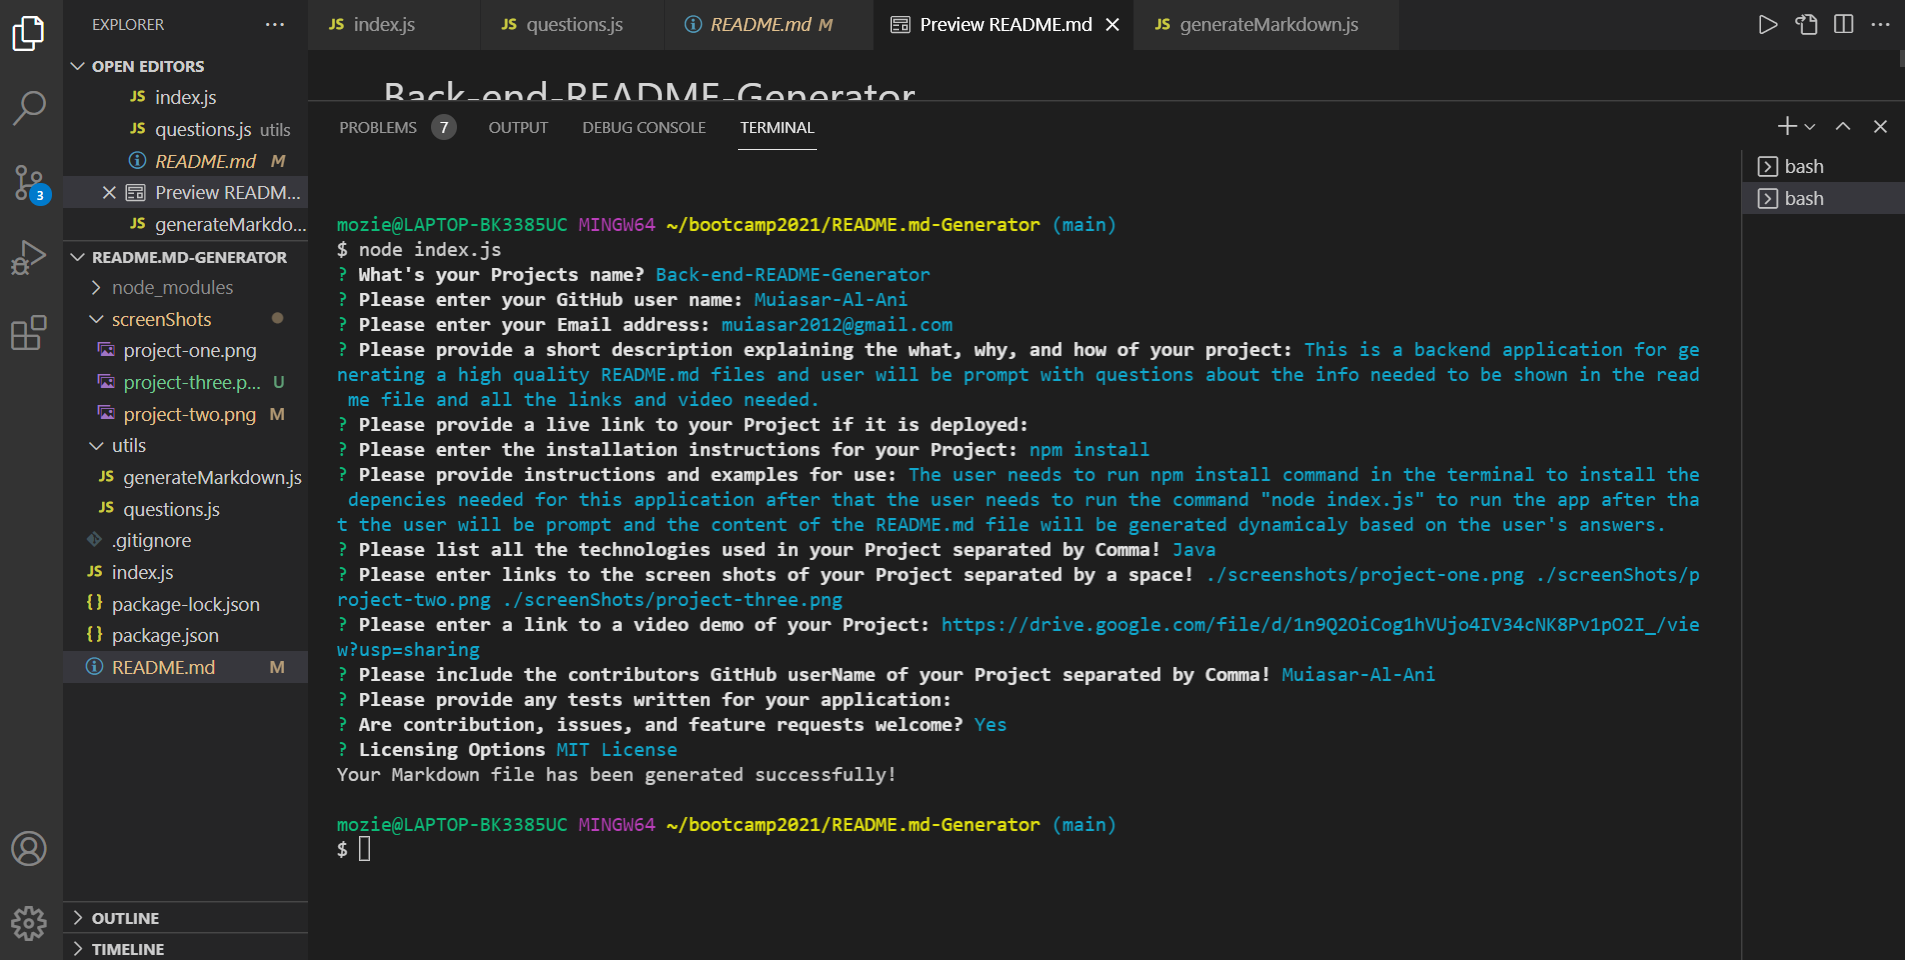 EXPLORER
OPEN EDITORS
JS index.js
JS questions.js utils
README.md M
Preview READM...
JS generateMarkdo...
README.MD-GENERATOR
node_modules
screenShots
project-one.png
project-three.p... U
project-two.png M
utils
JS generateMarkdown.js
JS questions.js
.gitignore
JS index.js
{} package-lock.json
{} package.json
README.md M
OUTLINE
TIMELINE
3
JS index.js JS questions.js README.md M Preview README.md JS generateMarkdown.js
Back-end-README-Generator
PROBLEMS 7 OUTPUT DEBUG CONSOLE TERMINAL
bash
bash
mozie@LAPTOP-BK3385UC MINGW64 ~/bootcamp2021/README.md-Generator (main)
$ node index.js
? What's your Projects name? Back-end-README-Generator
? Please enter your GitHub user name: Muiasar-Al-Ani
? Please enter your Email address: muiasar2012@gmail.com
? Please provide a short description explaining the what, why, and how of your project: This is a backend application for ge
nerating a high quality README.md files and user will be prompt with questions about the info needed to be shown in the read
me file and all the links and video needed.
? Please provide a live link to your Project if it is deployed:
? Please enter the installation instructions for your Project: npm install
? Please provide instructions and examples for use: The user needs to run npm install command in the terminal to install the
depencies needed for this application after that the user needs to run the command "node index.js" to run the app after tha
t the user will be prompt and the content of the README.md file will be generated dynamicaly based on the user's answers.
? Please list all the technologies used in your Project separated by Comma! Java
? Please enter links to the screen shots of your Project separated by a space! ./screenshots/project-one.png ./screenShots/p
roject-two.png ./screenShots/project-three.png
? Please enter a link to a video demo of your Project: https://drive.google.com/file/d/1n9Q2OiCog1hVUjo4IV34cNK8Pv1pO2I_/vie
w?usp=sharing
? Please include the contributors GitHub userName of your Project separated by Comma! Muiasar-Al-Ani
? Please provide any tests written for your application:
? Are contribution, issues, and feature requests welcome? Yes
? Licensing Options MIT License
Your Markdown file has been generated successfully!
mozie@LAPTOP-BK3385UC MINGW64 ~/bootcamp2021/README.md-Generator (main)
$